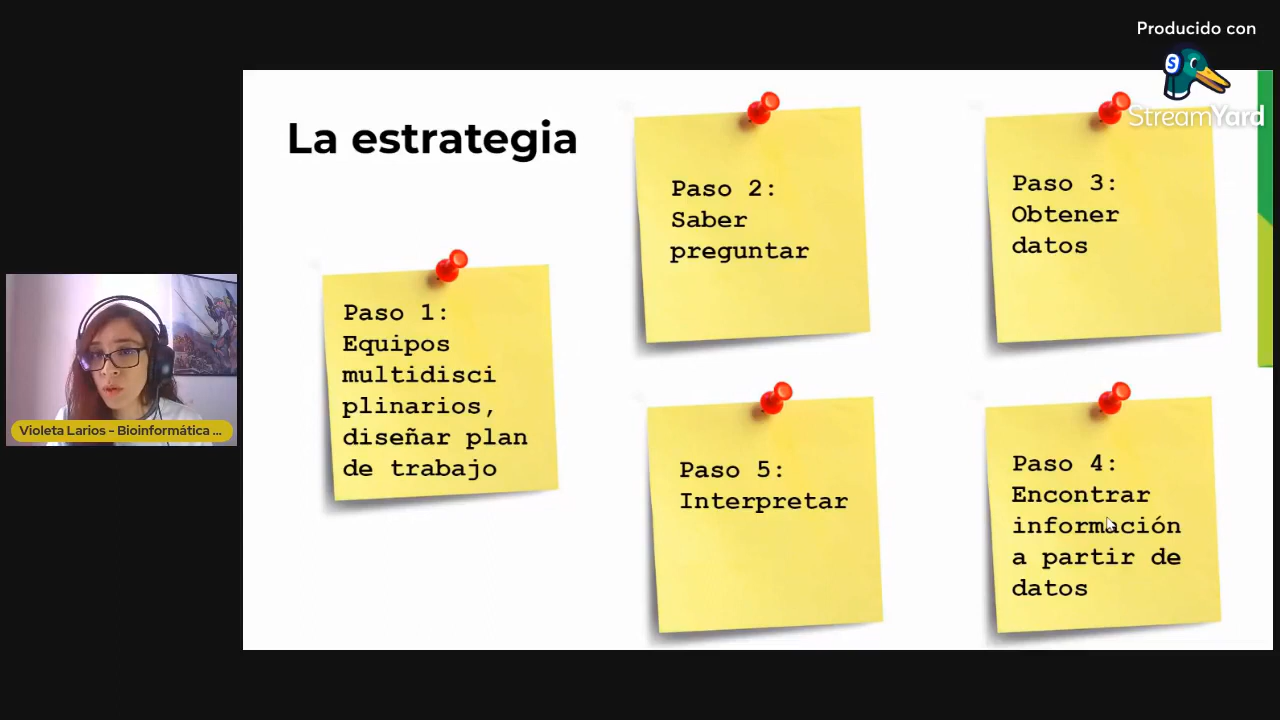 Producido con
StreamYard
La estrategia
Paso 1:
Equipos
multidisci
plinarios,
diseñar plan
de trabajo
Paso 2:
Saber
preguntar
Paso 3:
Obtener
datos
Paso 4:
Encontrar
información
a partir de
datos
Paso 5:
Interpretar
Violeta Larios - Bioinformática ...